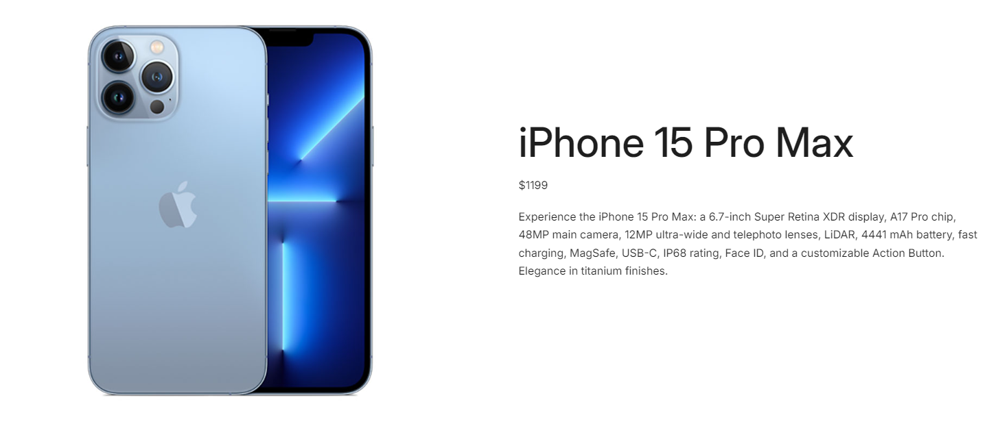 iPhone 15 Pro Max
$1199
Experience the iPhone 15 Pro Max: a 6.7-inch Super Retina XDR display, A17 Pro chip,
48MP main camera, 12MP ultra-wide and telephoto lenses, LiDAR, 4441 mAh battery, fast
charging, MagSafe, USB-C, IP68 rating, Face ID, and a customizable Action Button.
Elegance in titanium finishes.